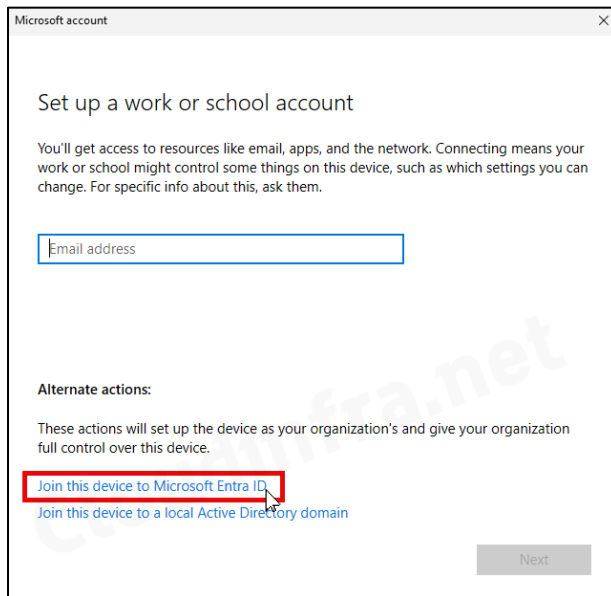 Microsoft account
Set up a work or school account
You'll get access to resources like email, apps, and the network. Connecting means your
work or school might control some things on this device, such as which settings you can
change. For specific info about this, ask them.
Email address
Alternate actions:
These actions will set up the device as your organization's and give your organization
full control over this device.
Join this device to Microsoft Entra ID
Join this device to a local Active Directory domain
Next
cloudinfra.net